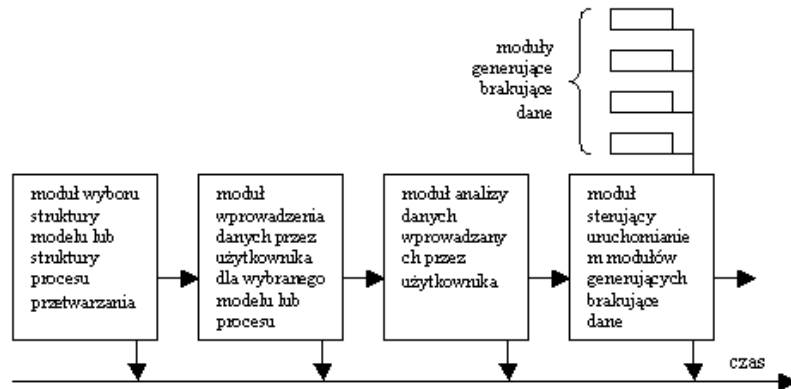 moduły
generujące
brakujące
dane
moduł wyboru
struktury
modelu lub
struktury
procesu
przetwarzania
moduł
wprowadzenia
danych przez
użytkownika
dla wybranego
modelu lub
procesu
moduł analizy
danych
wprowadzany
ch przez
użytkownika
moduł
sterujący
uruchomianie
m modułów
generujących
brakujące
dane
czas